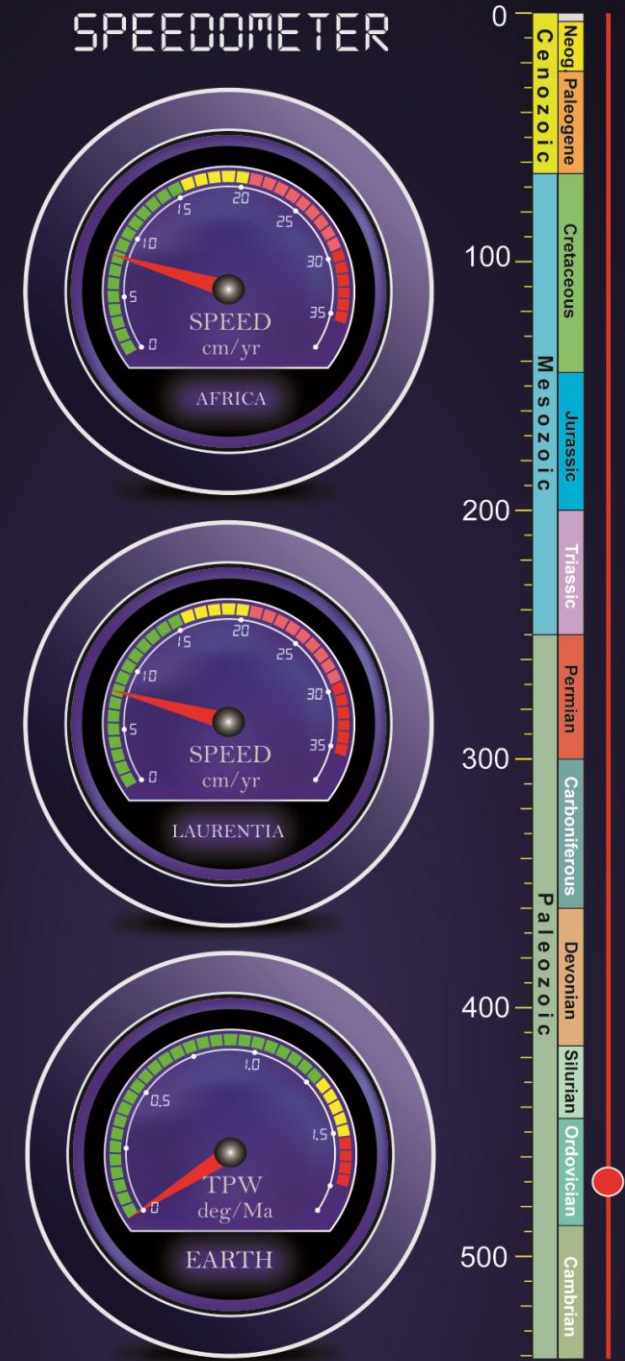 SPEEDOMETER
0
5
10
15
20
25
30
35
SPEED
cm/yr
AFRICA
0
5
10
15
20
25
30
35
SPEED
cm/yr
LAURENTIA
0
0,5
1,0
1,5
TPW
deg/Ma
EARTH
0
100
200
300
400
500
Cenozoic
Mesozoic
Paleozoic
Neog.
Paleogene
Cretaceous
Jurassic
Triassic
Permian
Carboniferous
Devonian
Silurian
Ordovician
Cambrian